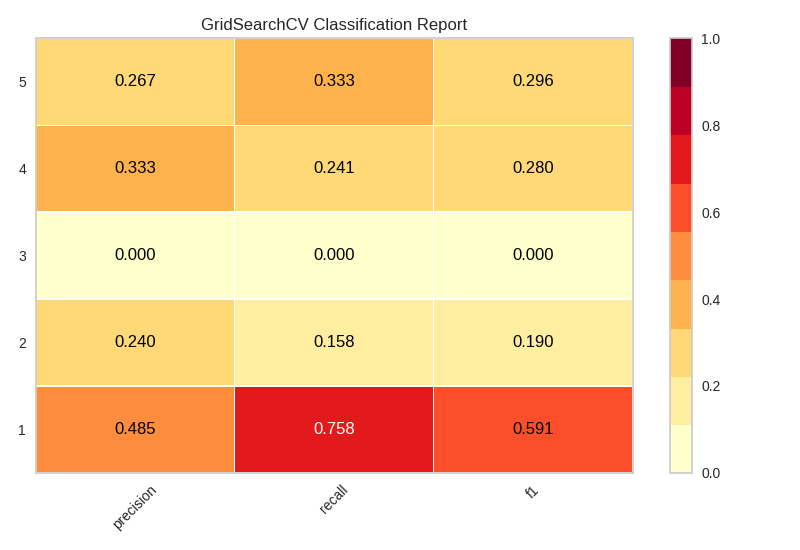 GridSearchCV Classification Report
5 0.267 0.333 0.296
4 0.333 0.241 0.280
3 0.000 0.000 0.000
2 0.240 0.158 0.190
1 0.485 0.758 0.591
precision recall f1
1.0
0.8
0.6
0.4
0.2
0.0